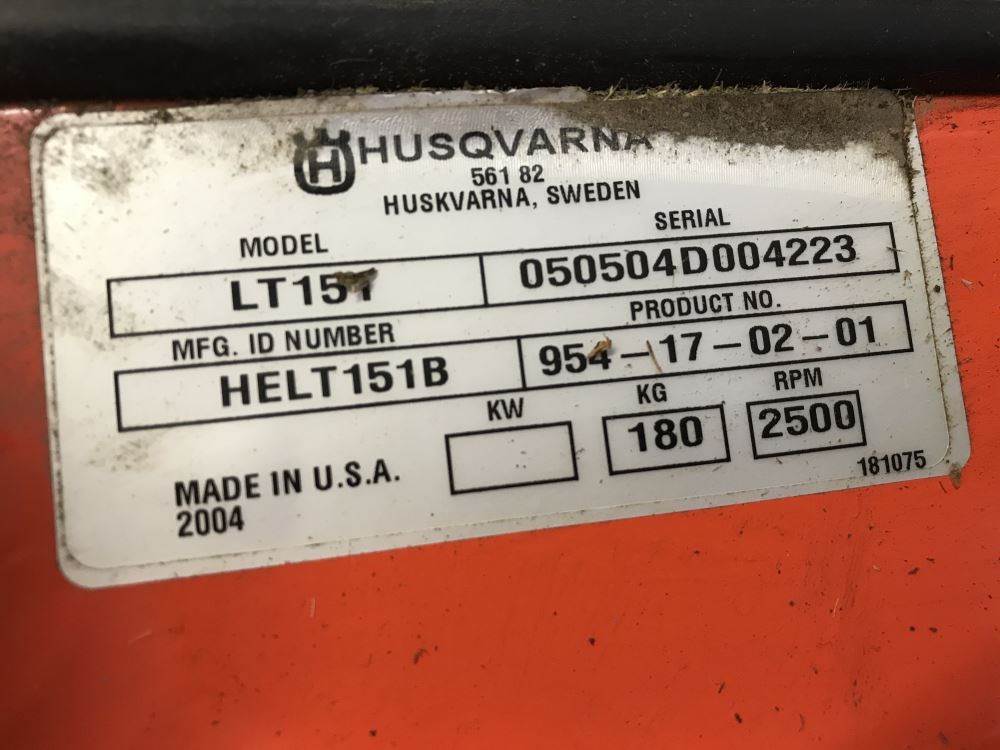 HUSQVARNA
561 82
HUSKVARNA, SWEDEN
MODEL SERIAL
LT151 050504D004223
MFG. ID NUMBER PRODUCT NO.
HELT151B 954-17-02-01
KW KG RPM
180 2500
MADE IN U.S.A.
2004
181075